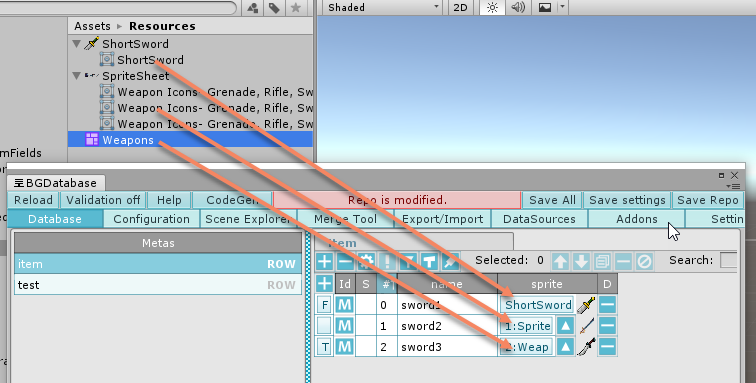 Shaded 2D
Assets Resources
ShortSword
ShortSword
SpriteSheet
Weapon Icons- Grenade, Rifle, Sw
Weapon Icons- Grenade, Rifle, Sw
Weapon Icons- Grenade, Rifle, Sw
Weapons
mFields
BGDatabase
Reload Validation off Help CodeGen Repo is modified. Save All Save settings Save Repo
Database Configuration Scene Explorer Merge Tool Export/Import DataSources Addons Settin
Metas
item ROW
test ROW
item
Selected: 0 Search:
Id S # name sprite D
F M 0 sword1 ShortSword
M 1 sword2 1:Sprite
T M 2 sword3 2:Weap